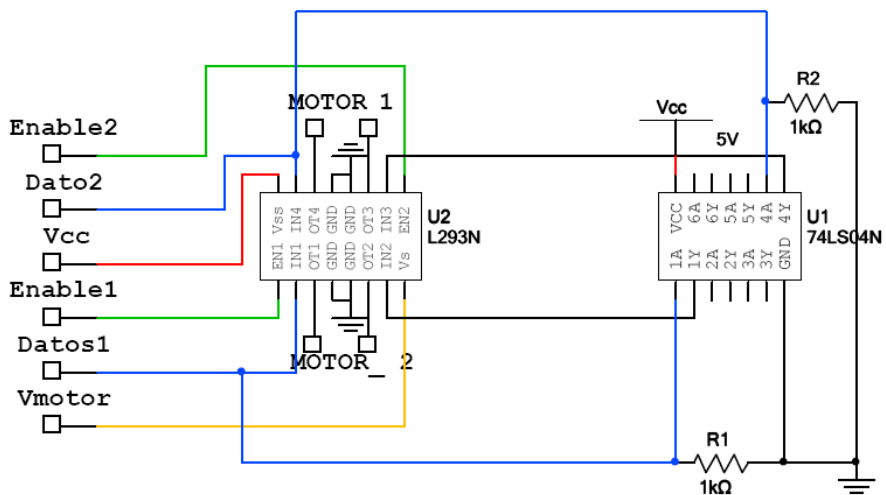 R2
MOTOR 1
Vcc
1kΩ
Enable2
5V
Dato2
Vss IN4 OT4 GND GND OT3 IN3 EN2
U2
L293N
EN1 IN1 OT1 GND GND OT2 IN2 Vs
VCC 6A 6Y 5A 5Y 4A 4Y
U1
74LS04N
1A 1Y 2A 2Y 3A 3Y GND
Vcc
Enable1
Datos1
MOTOR_ 2
Vmotor
R1
1kΩ